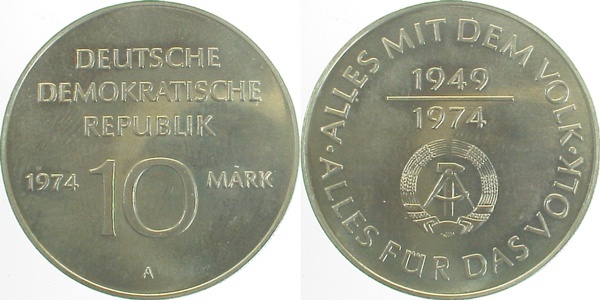 DEUTSCHE
DEMOKRATISCHE
REPUBLIK
1974 10 MARK
A
ALLES MIT DEM VOLK · ALLES FÜR DAS VOLK ·
1949
1974